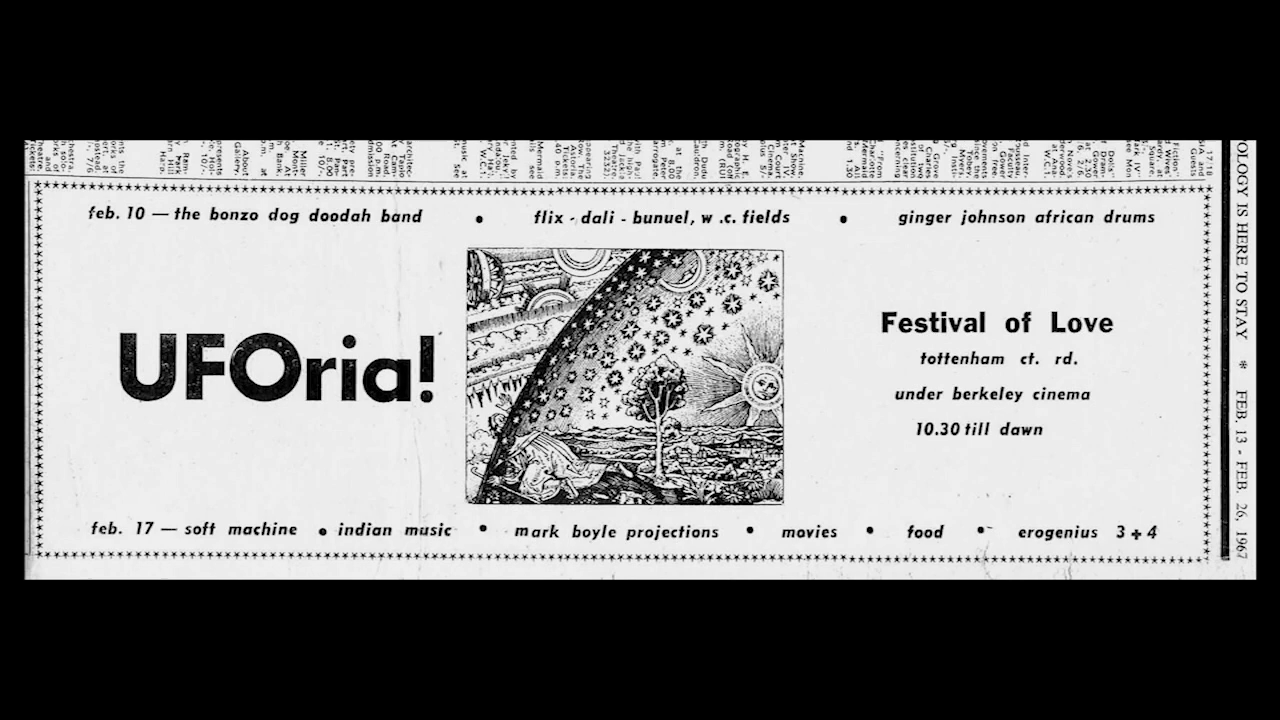 feb. 10 — the bonzo dog doodah band • flix - dali - bunuel, w .c. fields • ginger johnson african drums
UFOria!
Festival of Love
tottenham ct. rd.
under berkeley cinema
10.30 till dawn
feb. 17 — soft machine • indian music • mark boyle projections • movies • food • erogenius 3 + 4
OLOGY IS HERE TO STAY * FEB. 13 - FEB. 26, 1967